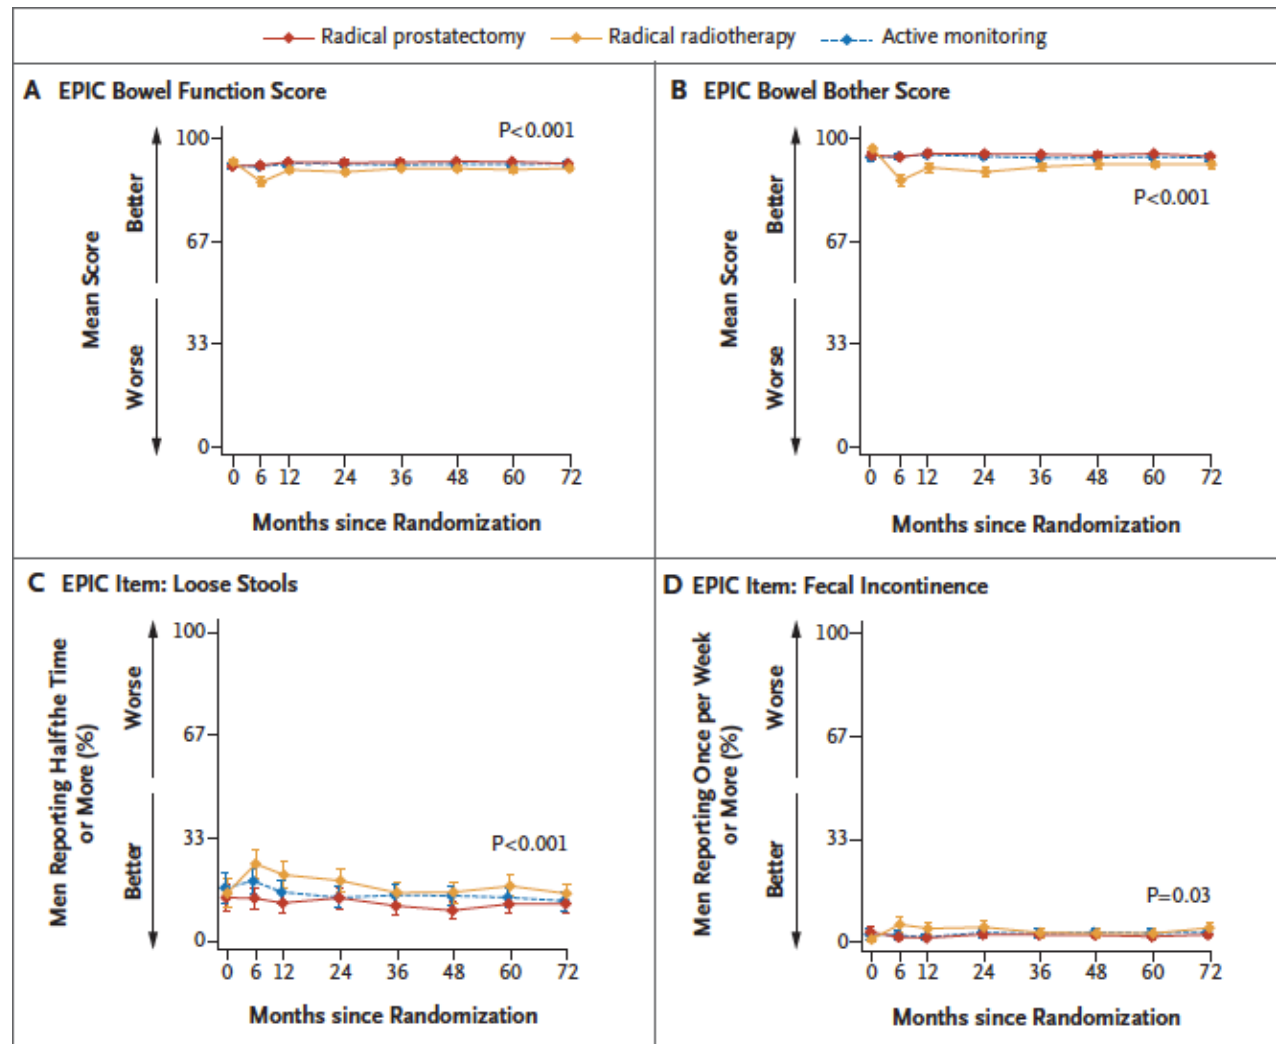 Radical prostatectomy Radical radiotherapy Active monitoring
A EPIC Bowel Function Score
P<0.001
Mean Score
Better
Worse
100
67
33
0
0 6 12 24 36 48 60 72
Months since Randomization
B EPIC Bowel Bother Score
P<0.001
Mean Score
Better
Worse
100
67
33
0
0 6 12 24 36 48 60 72
Months since Randomization
C EPIC Item: Loose Stools
P<0.001
Men Reporting Half the Time
or More (%)
Worse
Better
100
67
33
0
0 6 12 24 36 48 60 72
Months since Randomization
D EPIC Item: Fecal Incontinence
P=0.03
Men Reporting Once per Week
or More (%)
Worse
Better
100
67
33
0
0 6 12 24 36 48 60 72
Months since Randomization